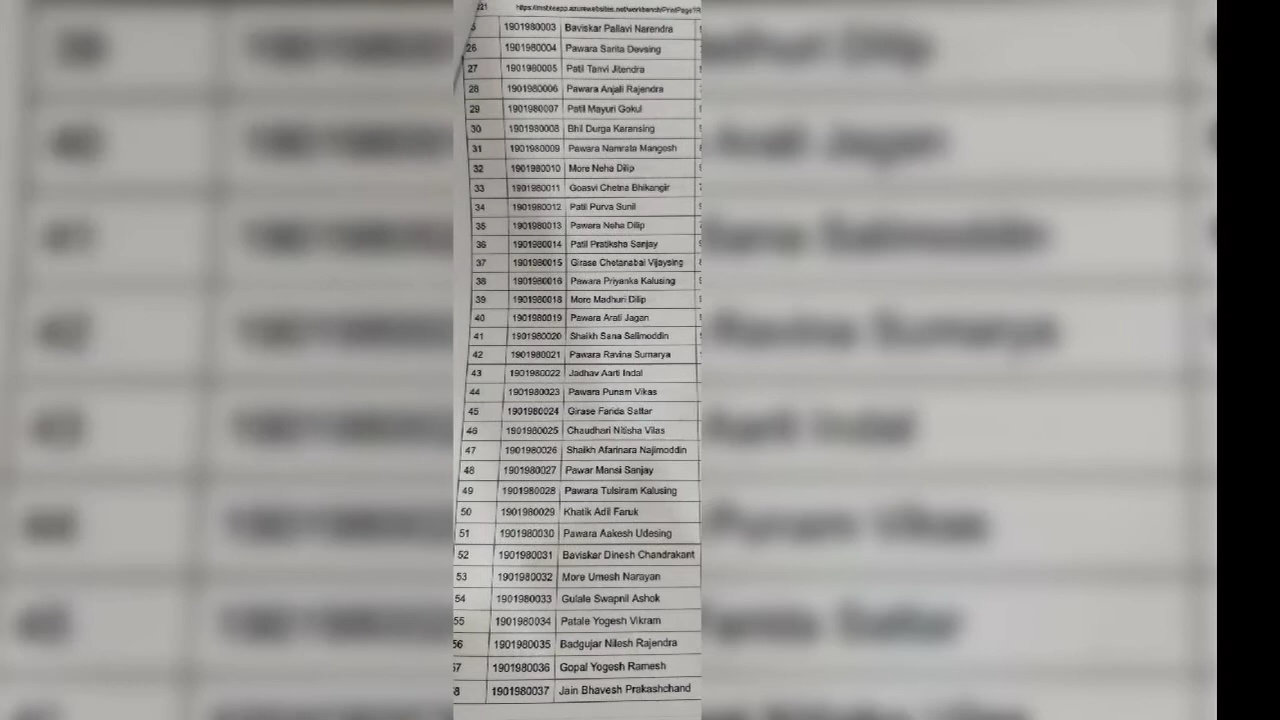 https://msbteapp.azurewebsites.net/workbench/PrintPage?R
1901980003 Baviskar Pallavi Narendra
26 1901980004 Pawara Sarita Devsing
27 1901980005 Patil Tanvi Jitendra
28 1901980006 Pawara Anjali Rajendra
29 1901980007 Patil Mayuri Gokul
30 1901980008 Bhil Durga Karansing
31 1901980009 Pawara Namrata Mangesh
32 1901980010 More Neha Dilip
33 1901980011 Goasvi Chetna Bhikangir
34 1901980012 Patil Purva Sunil
35 1901980013 Pawara Neha Dilip
36 1901980014 Patil Pratiksha Sanjay
37 1901980015 Girase Chetanabai Vijaysing
38 1901980016 Pawara Priyanka Kalusing
39 1901980018 More Madhuri Dilip
40 1901980019 Pawara Arati Jagan
41 1901980020 Shaikh Sana Salimoddin
42 1901980021 Pawara Ravina Sumarya
43 1901980022 Jadhav Aarti Indal
44 1901980023 Pawara Punam Vikas
45 1901980024 Girase Farida Sattar
46 1901980025 Chaudhari Nitisha Vilas
47 1901980026 Shaikh Afarinara Najimoddin
48 1901980027 Pawar Mansi Sanjay
49 1901980028 Pawara Tulsiram Kalusing
50 1901980029 Khatik Adil Faruk
51 1901980030 Pawara Aakesh Udesing
52 1901980031 Baviskar Dinesh Chandrakant
53 1901980032 More Umesh Narayan
54 1901980033 Gulale Swapnil Ashok
55 1901980034 Patale Yogesh Vikram
56 1901980035 Badgujar Nilesh Rajendra
57 1901980036 Gopal Yogesh Ramesh
8 1901980037 Jain Bhavesh Prakashchand